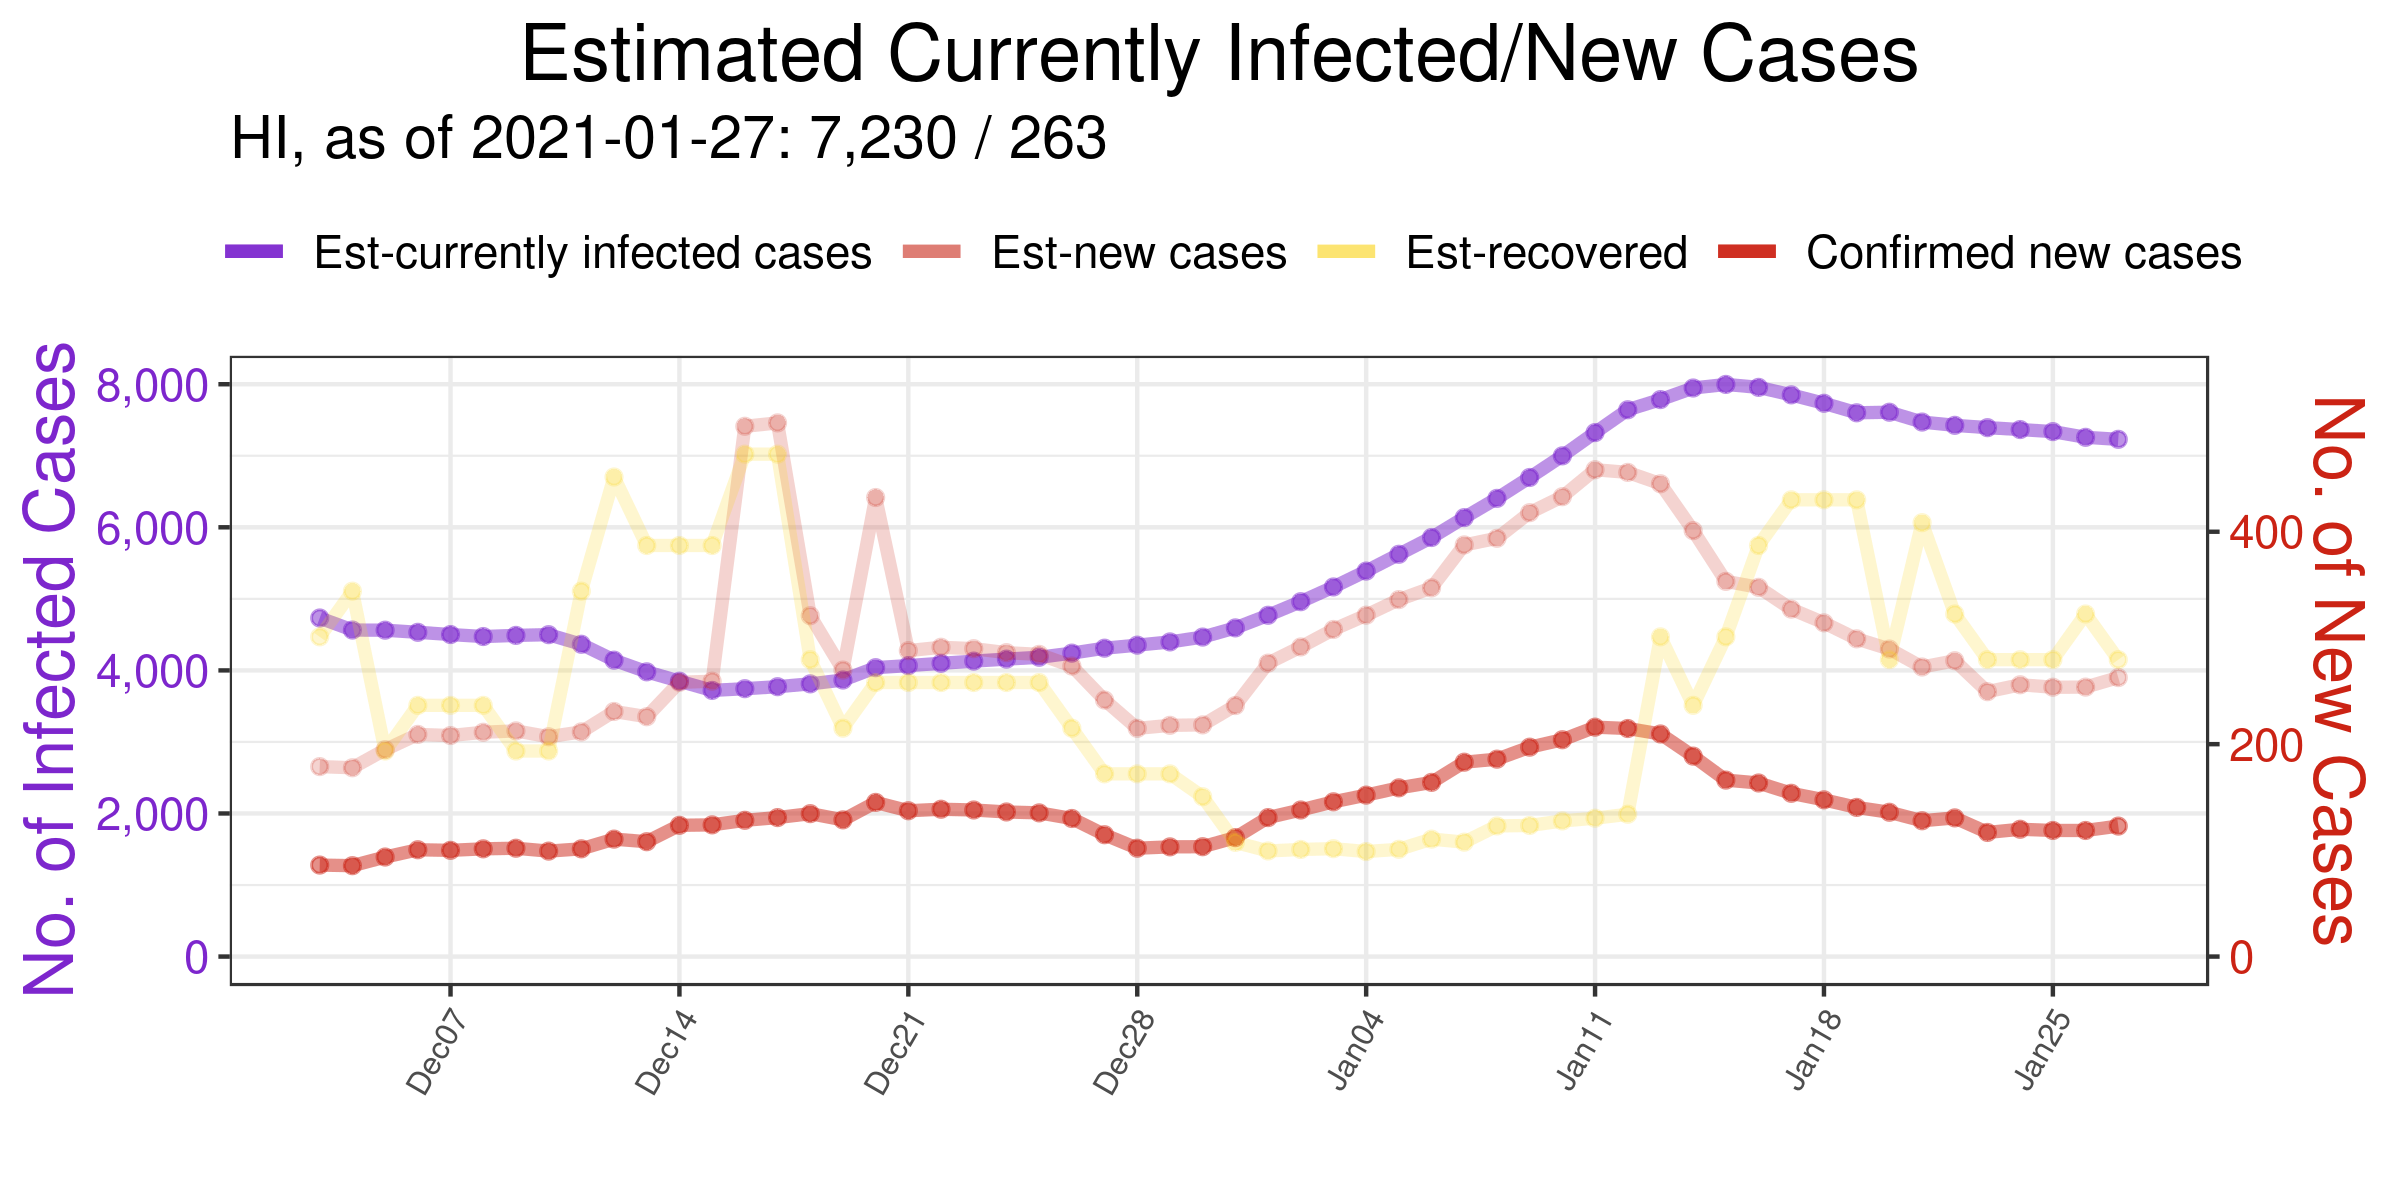 Estimated Currently Infected/New Cases
HI, as of 2021-01-27: 7,230 / 263
Est-currently infected cases Est-new cases Est-recovered Confirmed new cases
No. of Infected Cases
8,000
6,000
4,000
2,000
0
No. of New Cases
400
200
0
Dec07 Dec14 Dec21 Dec28 Jan04 Jan11 Jan18 Jan25